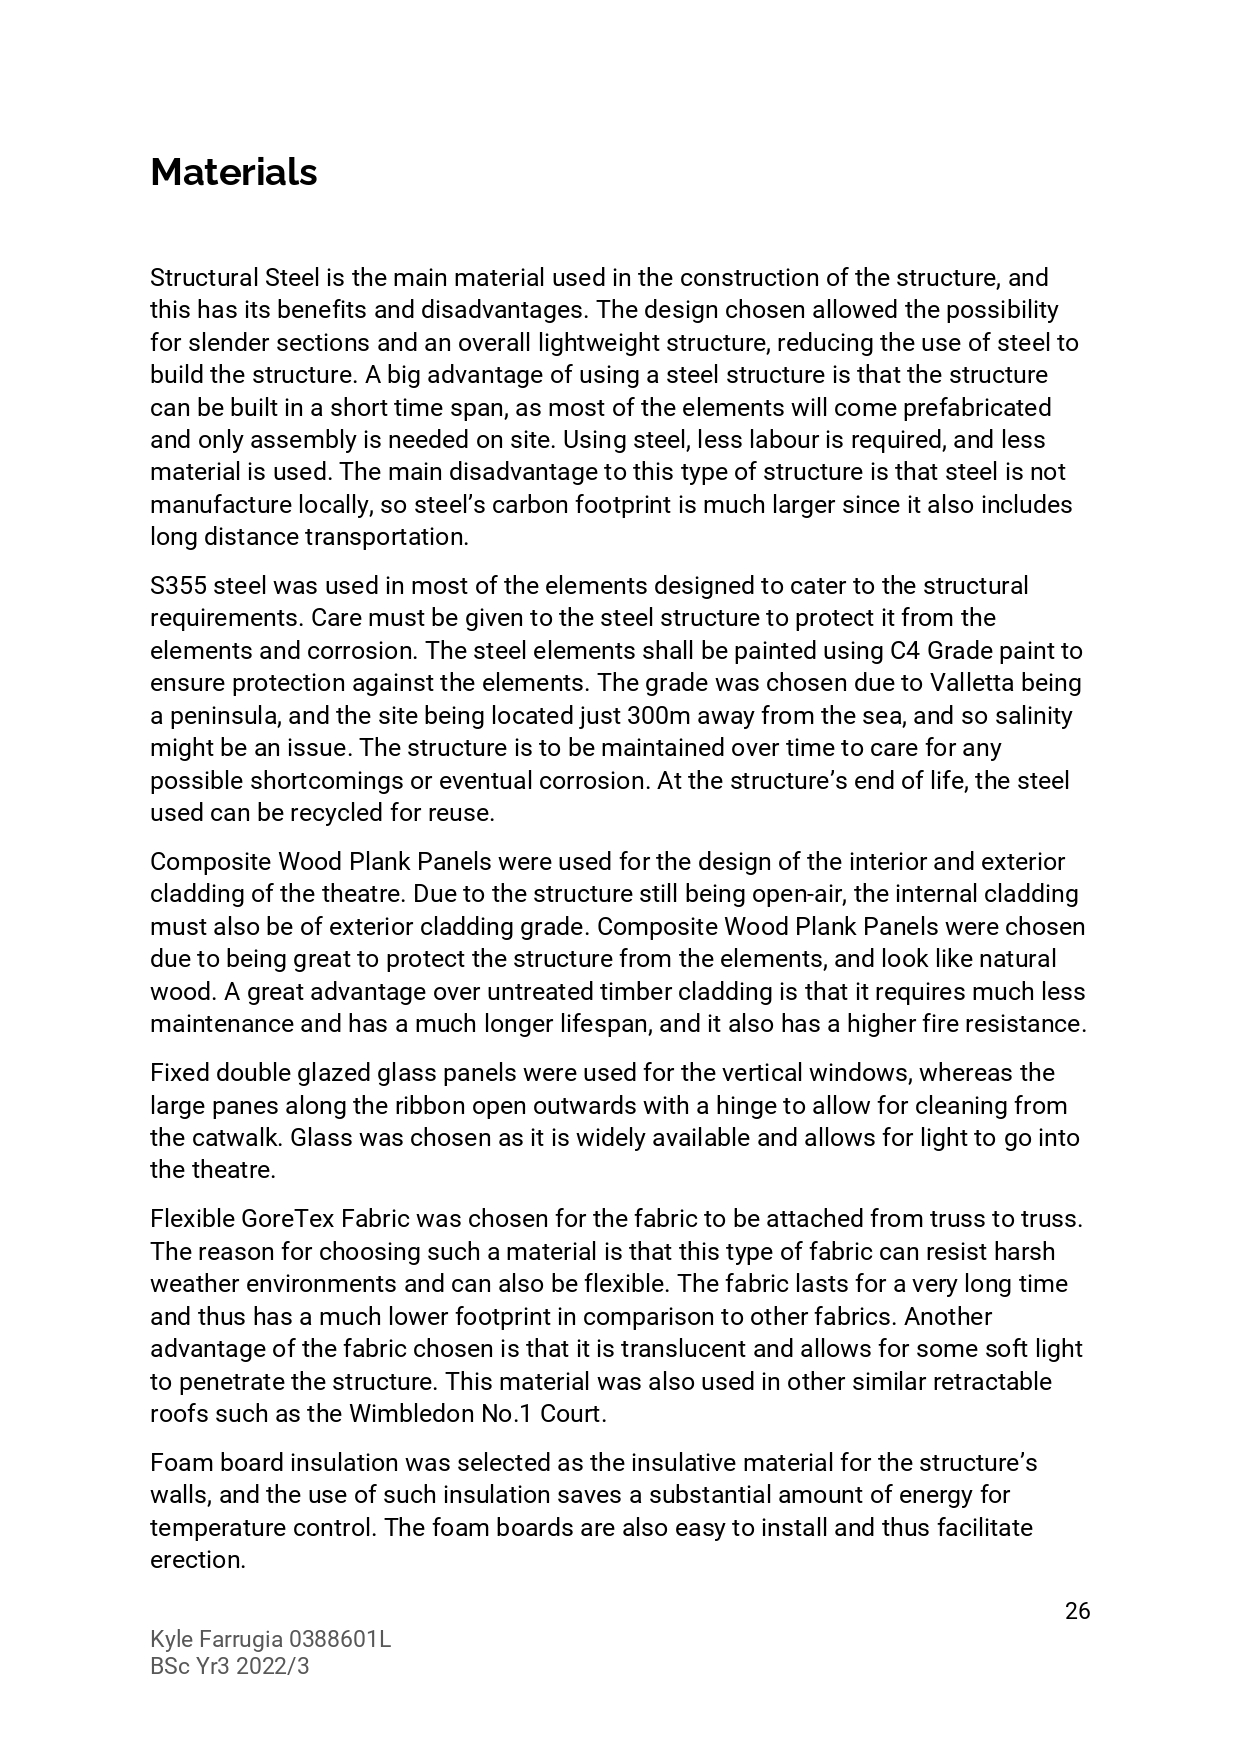 Materials
Structural Steel is the main material used in the construction of the structure, and
this has its benefits and disadvantages. The design chosen allowed the possibility
for slender sections and an overall lightweight structure, reducing the use of steel to
build the structure. A big advantage of using a steel structure is that the structure
can be built in a short time span, as most of the elements will come prefabricated
and only assembly is needed on site. Using steel, less labour is required, and less
material is used. The main disadvantage to this type of structure is that steel is not
manufacture locally, so steel’s carbon footprint is much larger since it also includes
long distance transportation.
S355 steel was used in most of the elements designed to cater to the structural
requirements. Care must be given to the steel structure to protect it from the
elements and corrosion. The steel elements shall be painted using C4 Grade paint to
ensure protection against the elements. The grade was chosen due to Valletta being
a peninsula, and the site being located just 300m away from the sea, and so salinity
might be an issue. The structure is to be maintained over time to care for any
possible shortcomings or eventual corrosion. At the structure’s end of life, the steel
used can be recycled for reuse.
Composite Wood Plank Panels were used for the design of the interior and exterior
cladding of the theatre. Due to the structure still being open-air, the internal cladding
must also be of exterior cladding grade. Composite Wood Plank Panels were chosen
due to being great to protect the structure from the elements, and look like natural
wood. A great advantage over untreated timber cladding is that it requires much less
maintenance and has a much longer lifespan, and it also has a higher fire resistance.
Fixed double glazed glass panels were used for the vertical windows, whereas the
large panes along the ribbon open outwards with a hinge to allow for cleaning from
the catwalk. Glass was chosen as it is widely available and allows for light to go into
the theatre.
Flexible GoreTex Fabric was chosen for the fabric to be attached from truss to truss.
The reason for choosing such a material is that this type of fabric can resist harsh
weather environments and can also be flexible. The fabric lasts for a very long time
and thus has a much lower footprint in comparison to other fabrics. Another
advantage of the fabric chosen is that it is translucent and allows for some soft light
to penetrate the structure. This material was also used in other similar retractable
roofs such as the Wimbledon No.1 Court.
Foam board insulation was selected as the insulative material for the structure’s
walls, and the use of such insulation saves a substantial amount of energy for
temperature control. The foam boards are also easy to install and thus facilitate
erection.
26
Kyle Farrugia 0388601L
BSc Yr3 2022/3